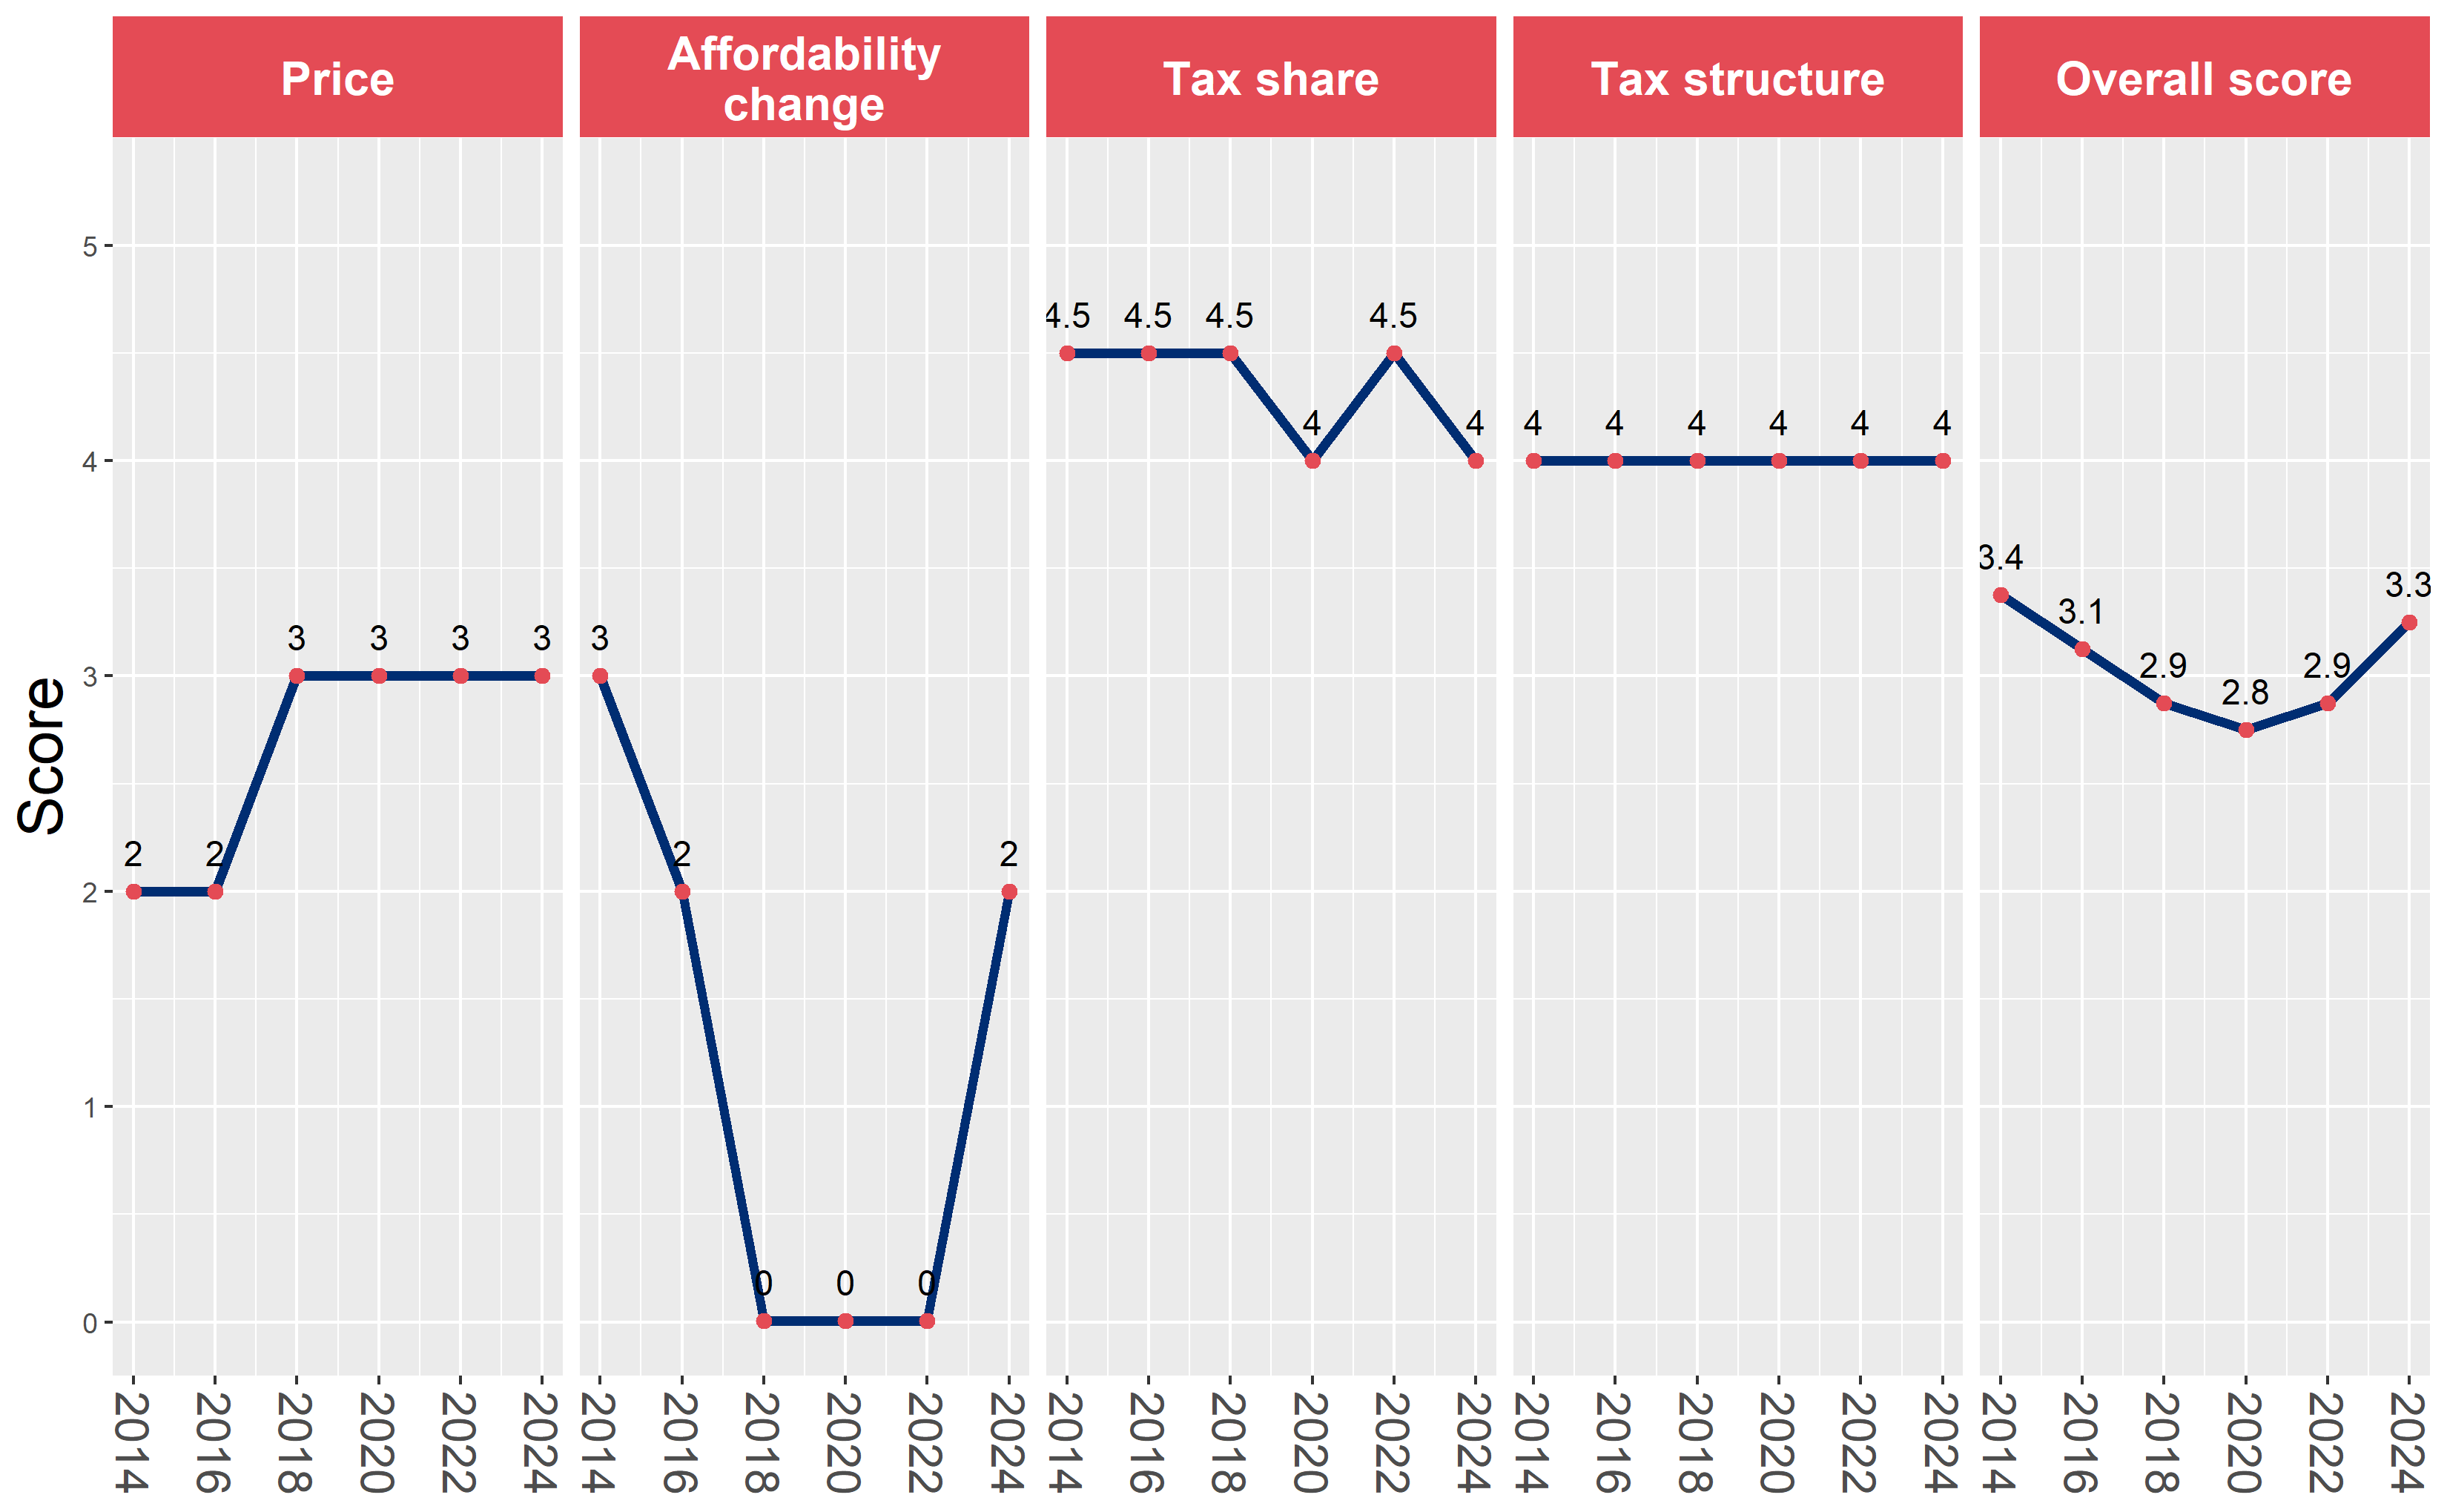 Price
Affordability
change
Tax share
Tax structure
Overall score
Score
5
4
3
2
1
0
2 2 3 3 3 3
3 2 0 0 0 2
4.5 4.5 4.5 4 4.5 4
4 4 4 4 4 4
3.4 3.1 2.9 2.8 2.9 3.3
2014 2016 2018 2020 2022 2024
2014 2016 2018 2020 2022 2024
2014 2016 2018 2020 2022 2024
2014 2016 2018 2020 2022 2024
2014 2016 2018 2020 2022 2024